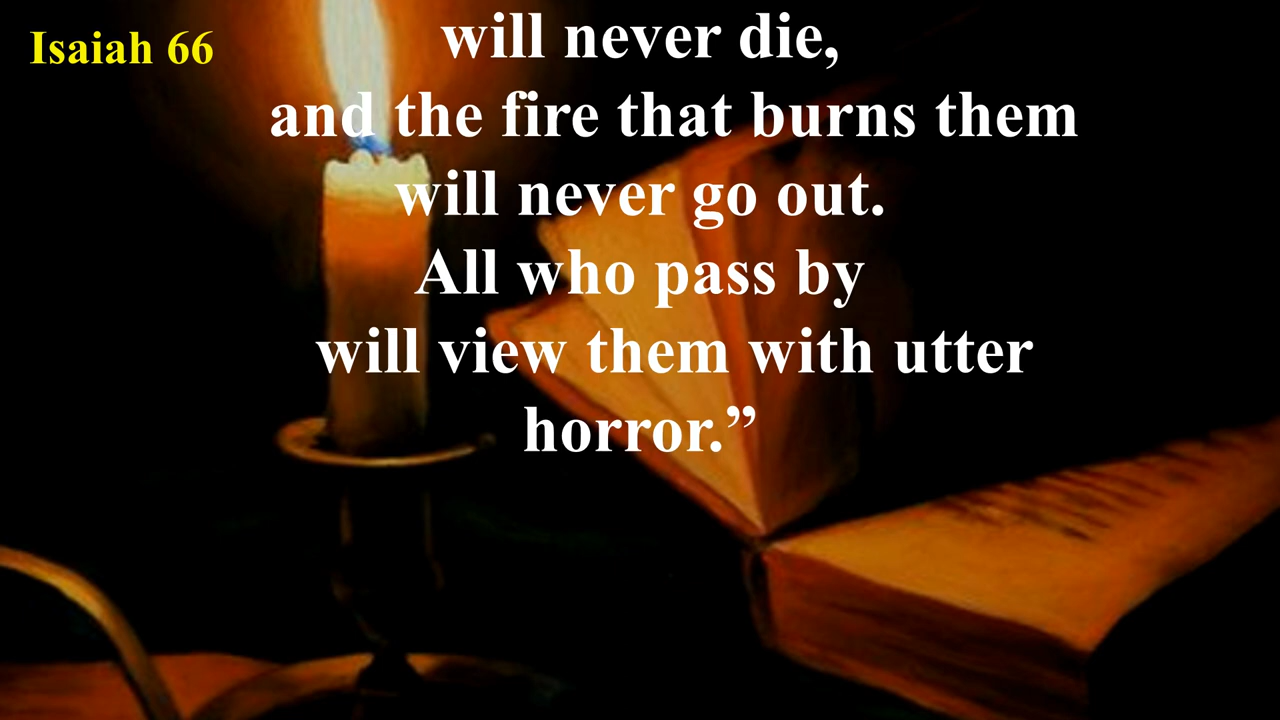 Isaiah 66
will never die,
and the fire that burns them
will never go out.
All who pass by
will view them with utter
horror.”